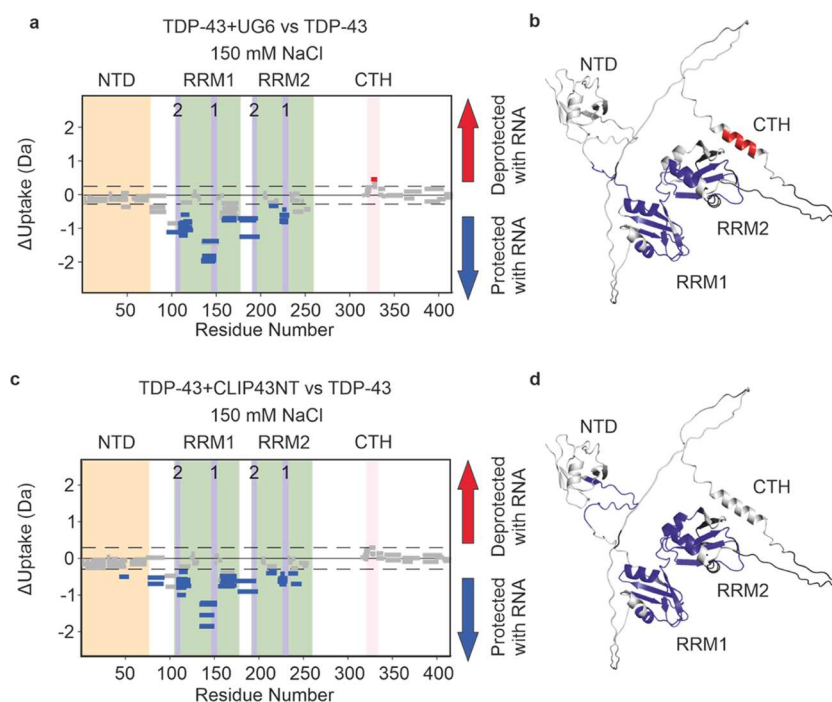 a
TDP-43+UG6 vs TDP-43
150 mM NaCl
NTD RRM1 RRM2 CTH
2 1 2 1
ΔUptake (Da)
2
1
0
-1
-2
50 100 150 200 250 300 350 400
Residue Number
Deprotected with RNA
Protected with RNA
b
NTD
CTH
RRM2
RRM1
c
TDP-43+CLIP43NT vs TDP-43
150 mM NaCl
NTD RRM1 RRM2 CTH
2 1 2 1
ΔUptake (Da)
2
1
0
-1
-2
50 100 150 200 250 300 350 400
Residue Number
Deprotected with RNA
Protected with RNA
d
NTD
CTH
RRM2
RRM1